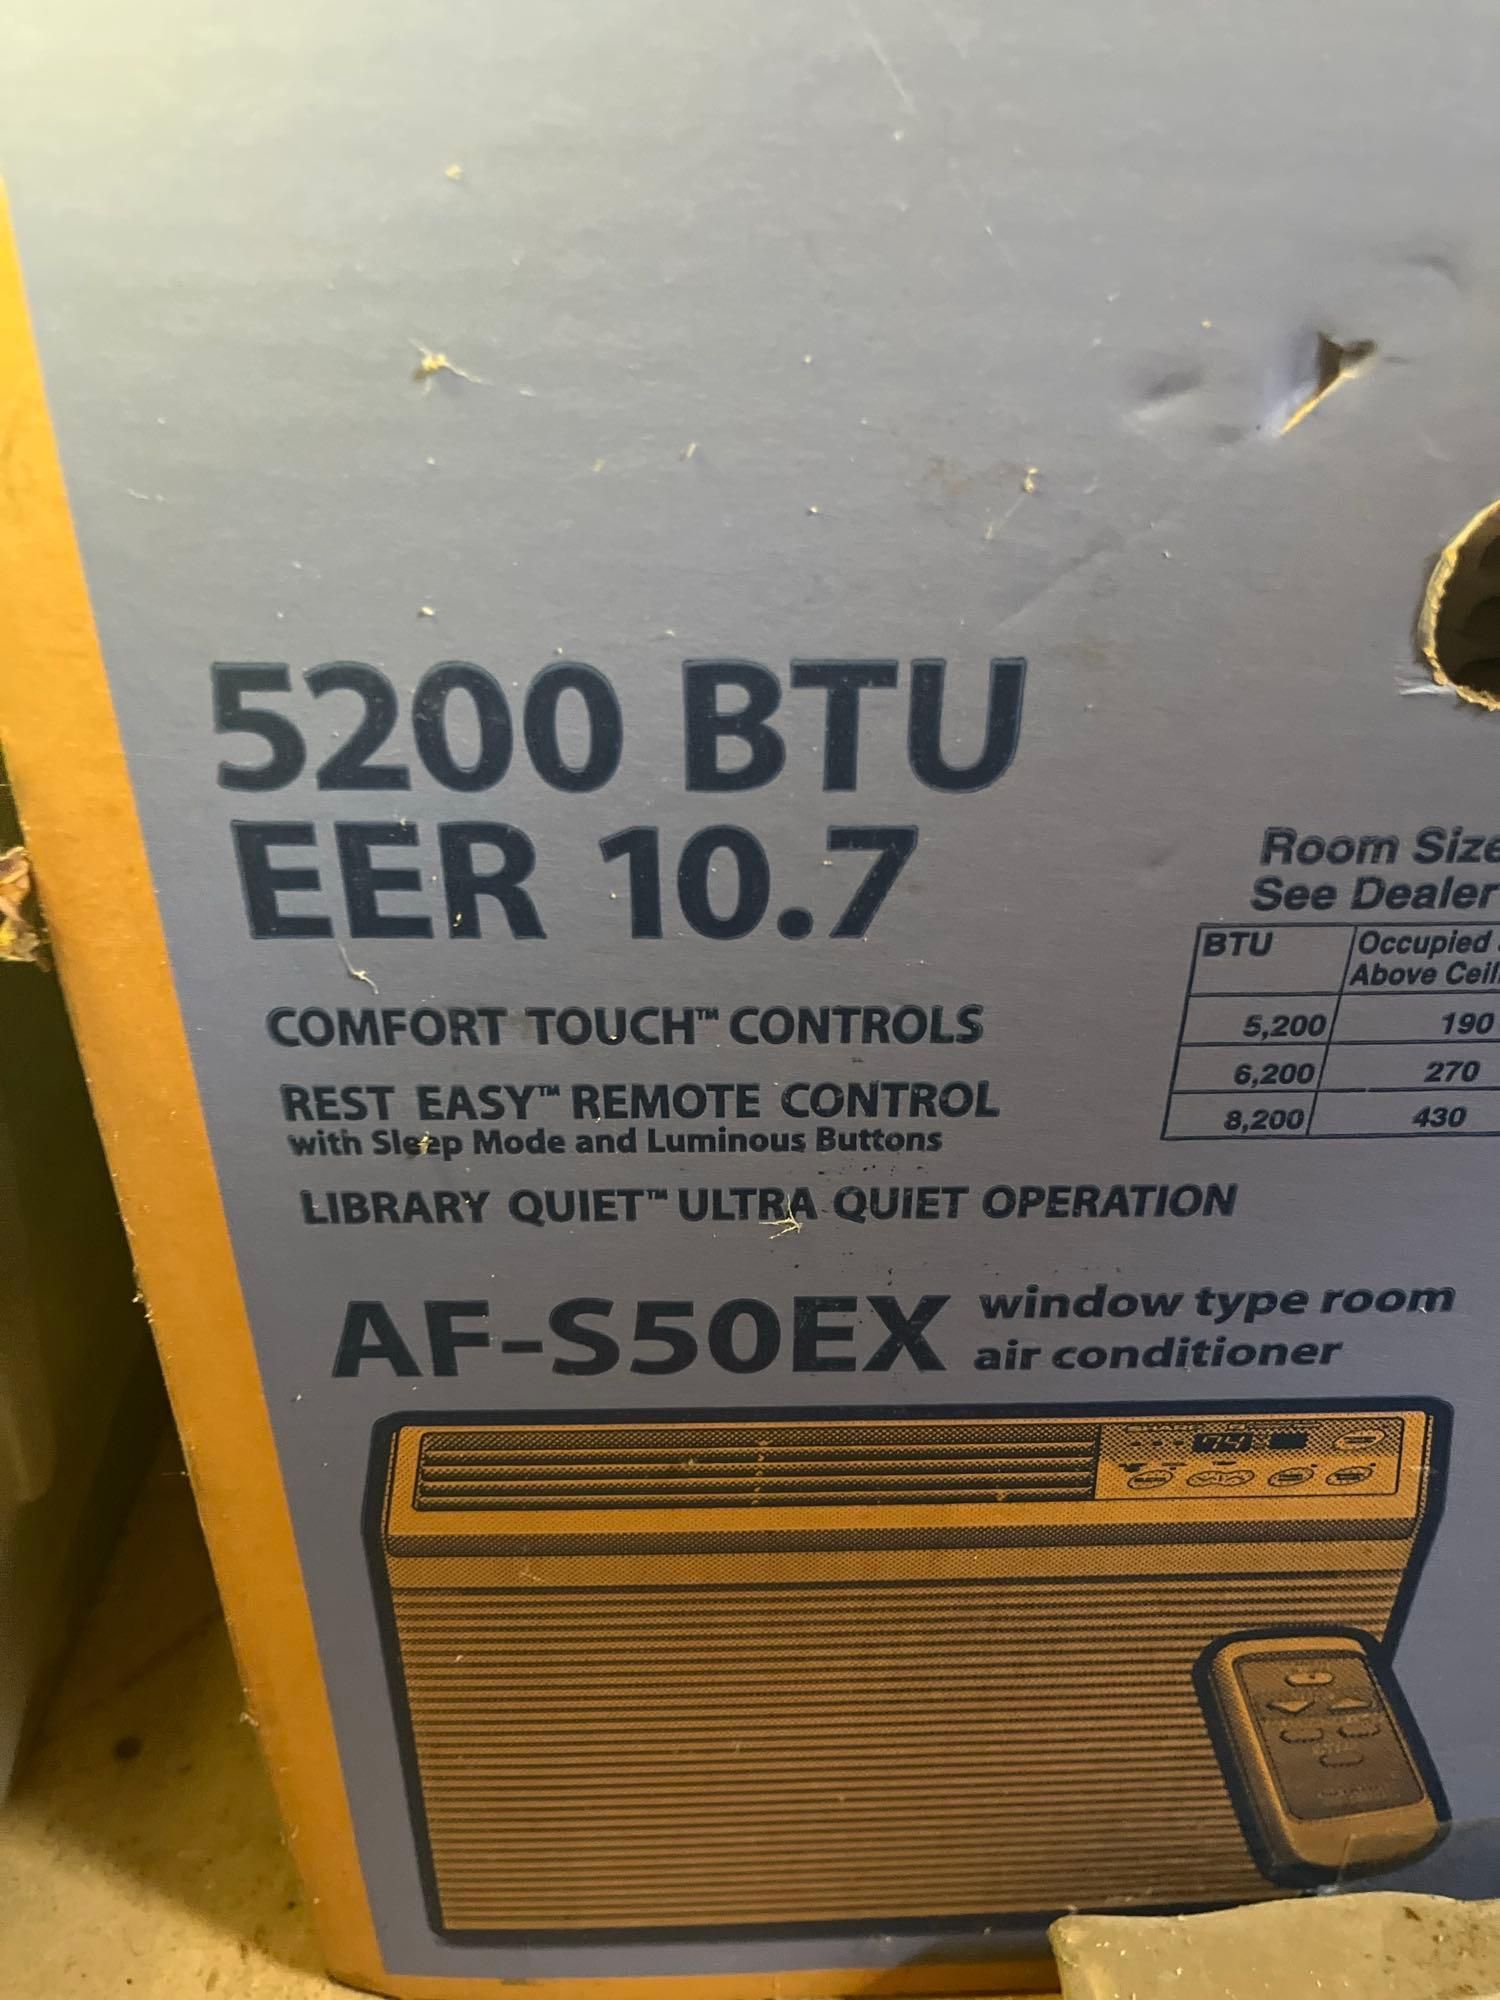 5200 BTU
EER 10.7
COMFORT TOUCH™ CONTROLS
REST EASY™ REMOTE CONTROL
with Sleep Mode and Luminous Buttons
LIBRARY QUIET™ ULTRA QUIET OPERATION
AF-S50EX window type room
air conditioner
Room Size
See Dealer
BTU Occupied
Above Ceil
5,200 190
6,200 270
8,200 430
SHARP 74